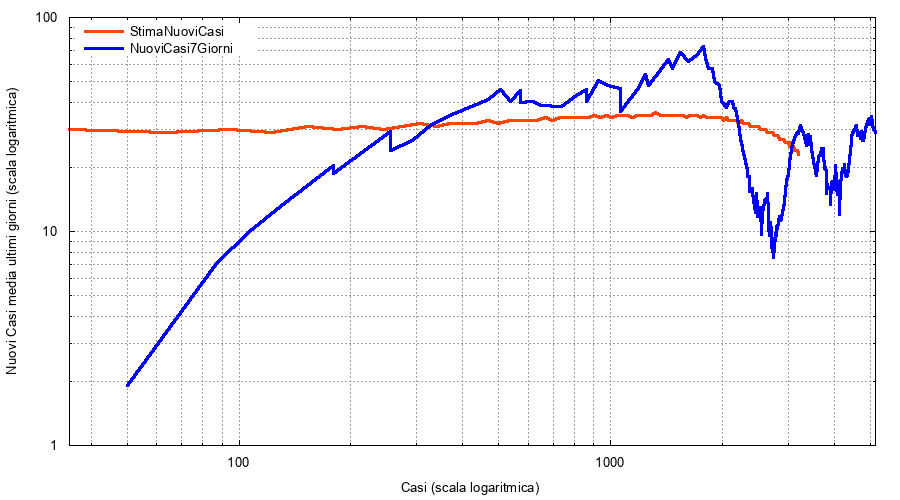 100
10
1
StimaNuoviCasi
NuoviCasi7Giorni
Nuovi Casi media ultimi giorni (scala logaritmica)
100
1000
Casi (scala logaritmica)